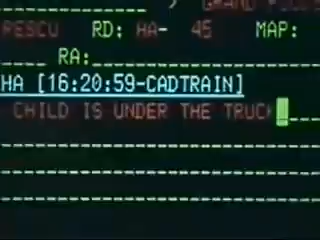 RESCU RD: HA- 45 MAP:
RA:
HA [16:20:59-CADTRAIN]
CHILD IS UNDER THE TRUCK